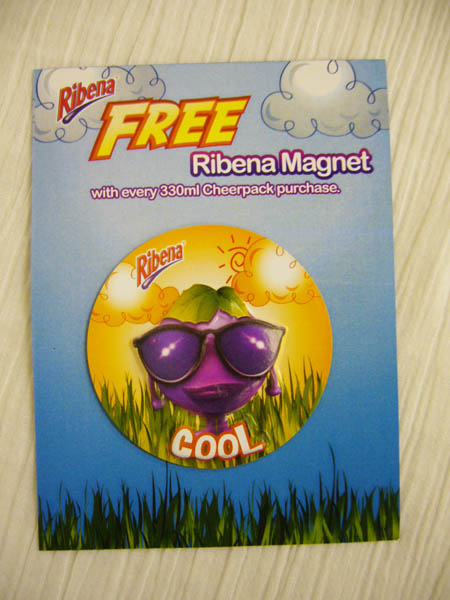 Ribena
FREE
Ribena Magnet
with every 330ml Cheerpack purchase.
Ribena
COOL